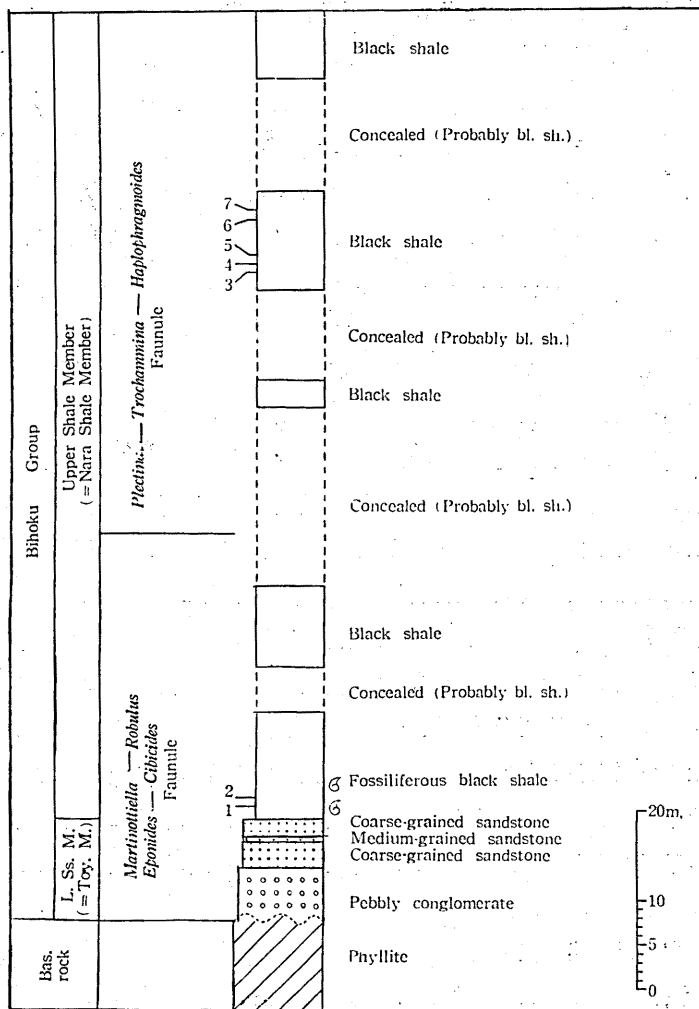 Black shale
Concealed (Probably bl. sh.)
7
6
5
4
3
Black shale
Concealed (Probably bl. sh.)
Black shale
Concealed (Probably bl. sh.)
Black shale
Concealed (Probably bl. sh.)
2
1
Fossiliferous black shale
Coarse-grained sandstone
Medium-grained sandstone
Coarse-grained sandstone
Pebbly conglomerate
Phyllite
Bihoku Group
Upper Shale Member
(=Nara Shale Member)
L. Ss. M.
(=Toy. M.)
Bas.
rock
Plectina — Trochammina — Haplophragmoides
Faunule
Martinottiella — Robulus
Eponides — Cibicides
Faunule
20m.
10
5
0